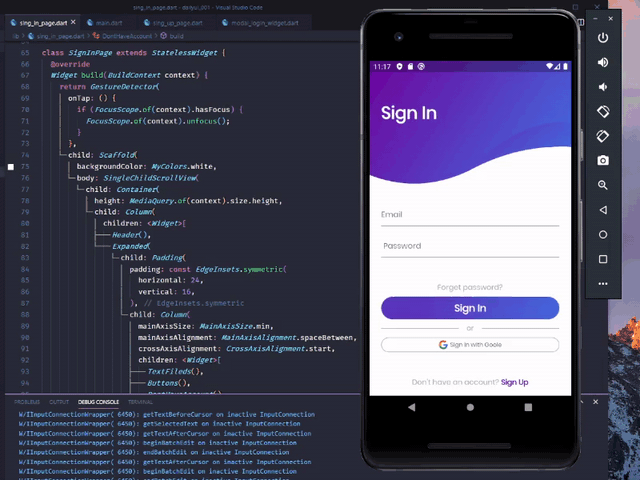 sing_in_page.dart - daityu_001 - Visual Studio Code
sing_in_page.dart
main.dart
sing_up_page.dart
modal_login_widget.dart
lib > sing_in_page.dart > DontHaveAccount > build
65 class SignInPage extends StatelessWidget {
66 @override
67 Widget build(BuildContext context) {
68 return GestureDetector(
69 onTap: () {
70 if (FocusScope.of(context).hasFocus) {
71 FocusScope.of(context).unfocus();
72 }
73 },
74 child: Scaffold(
75 backgroundColor: MyColors.white,
76 body: SingleChildScrollView(
77 child: Container(
78 height: MediaQuery.of(context).size.height,
79 child: Column(
80 children: <Widget>[
81 Header(),
82 Expanded(
83 child: Padding(
84 padding: const EdgeInsets.symmetric(
85 horizontal: 24,
86 vertical: 16,
87 ), // EdgeInsets.symmetric
88 child: Column(
89 mainAxisSize: MainAxisSize.min,
90 mainAxisAlignment: MainAxisAlignment.spaceBetween,
91 crossAxisAlignment: CrossAxisAlignment.start,
92 children: <Widget>[
93 TextFileds(),
94 Buttons(),
PROBLEMS OUTPUT DEBUG CONSOLE TERMINAL
W/IInputConnectionWrapper( 6450): getTextBeforeCursor on inactive InputConnection
W/IInputConnectionWrapper( 6450): getSelectedText on inactive InputConnection
W/IInputConnectionWrapper( 6450): getTextAfterCursor on inactive InputConnection
W/IInputConnectionWrapper( 6450): beginBatchEdit on inactive InputConnection
W/IInputConnectionWrapper( 6450): endBatchEdit on inactive InputConnection
W/IInputConnectionWrapper( 6450): getTextAfterCursor on inactive InputConnection
W/IInputConnectionWrapper( 6450): beginBatchEdit on inactive InputConnection
11:17
Sign In
Email
Password
Forget password?
Sign In
or
Sign In with Goole
Don't have an account? Sign Up